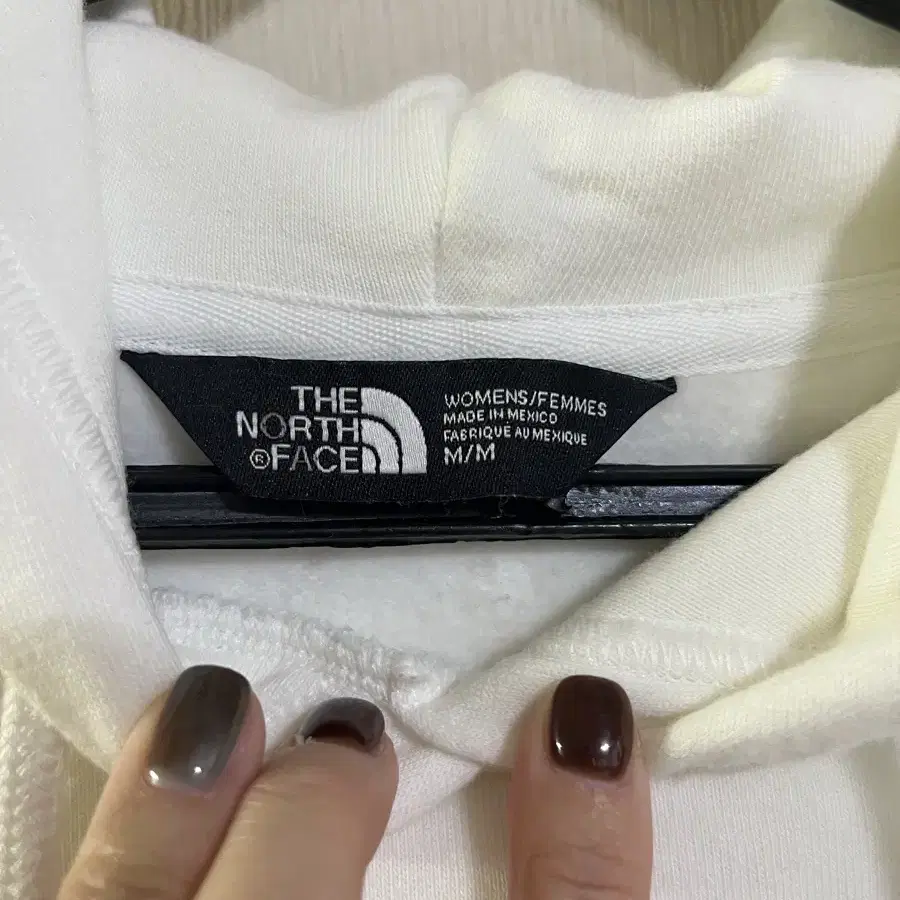 THE
NORTH
®FACE
WOMENS/FEMMES
MADE IN MEXICO
FABRIQUÉ AU MEXIQUE
M/M